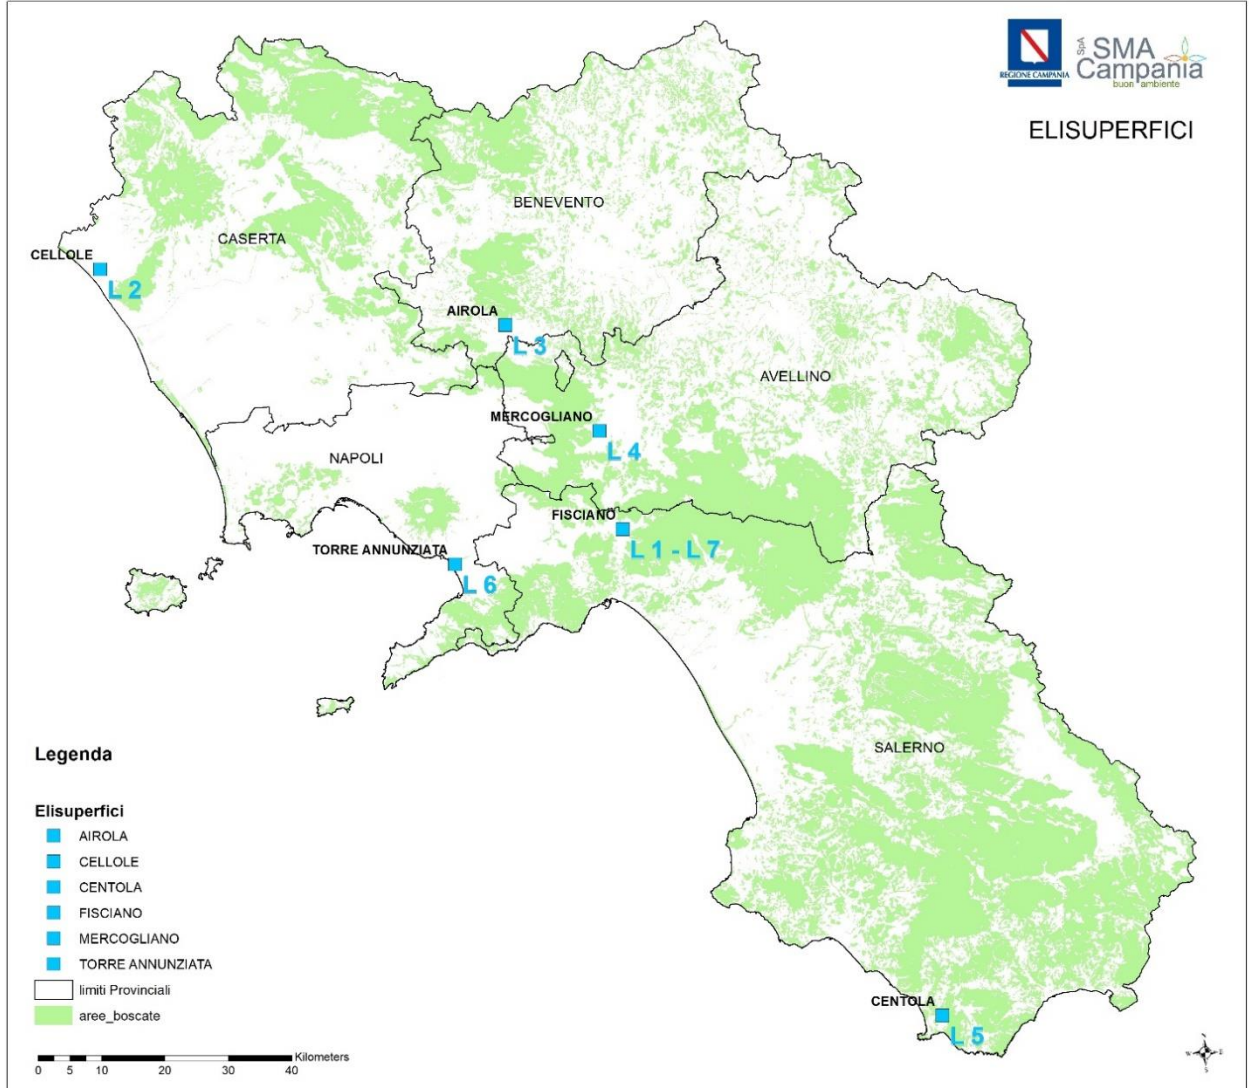 REGIONE CAMPANIA
SpA
SMA
Campania
buon ambiente
ELISUPERFICI
BENEVENTO
CASERTA
CELLOLE
L 2
AIROLA
L 3
AVELLINO
MERCOGLIANO
L 4
NAPOLI
FISCIANO
L 1 - L 7
TORRE ANNUNZIATA
L 6
SALERNO
CENTOLA
L 5
Legenda
Elisuperfici
AIROLA
CELLOLE
CENTOLA
FISCIANO
MERCOGLIANO
TORRE ANNUNZIATA
limiti Provinciali
aree_boscate
Kilometers
0 5 10 20 30 40
N
W E
S